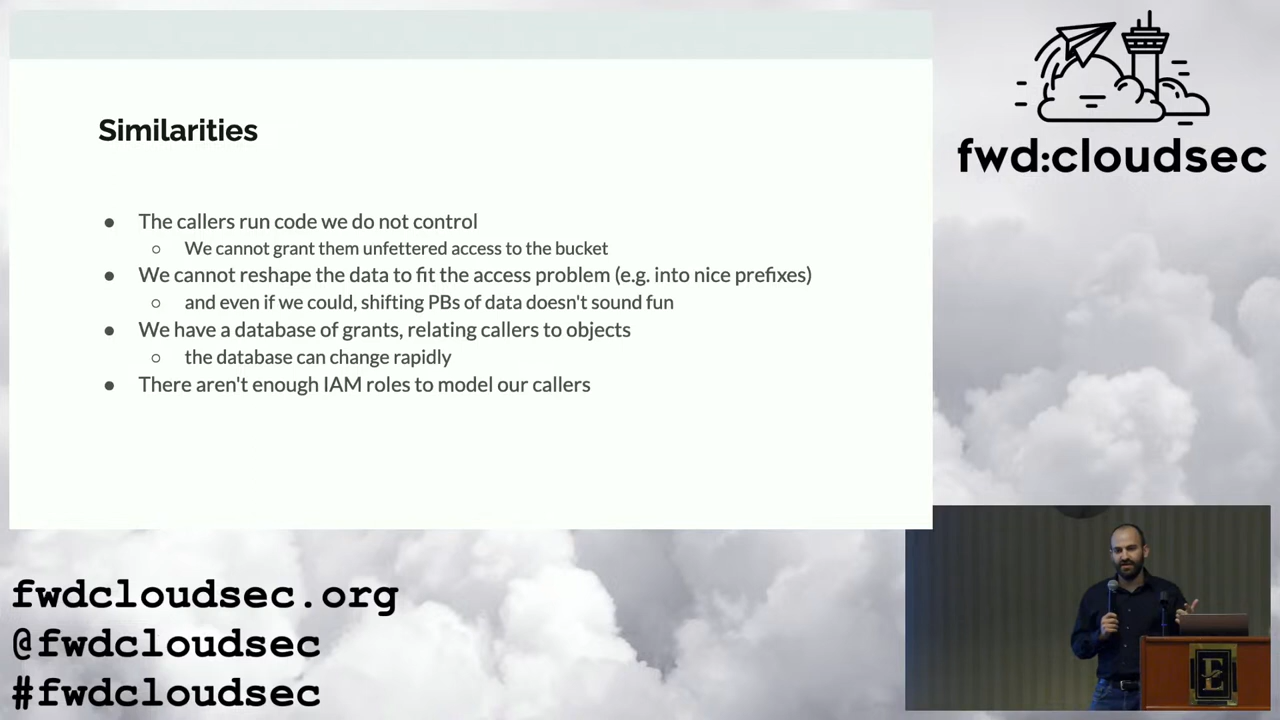 Similarities
● The callers run code we do not control
○ We cannot grant them unfettered access to the bucket
● We cannot reshape the data to fit the access problem (e.g. into nice prefixes)
○ and even if we could, shifting PBs of data doesn't sound fun
● We have a database of grants, relating callers to objects
○ the database can change rapidly
● There aren't enough IAM roles to model our callers
fwd:cloudsec
fwdcloudsec.org
@fwdcloudsec
#fwdcloudsec
E